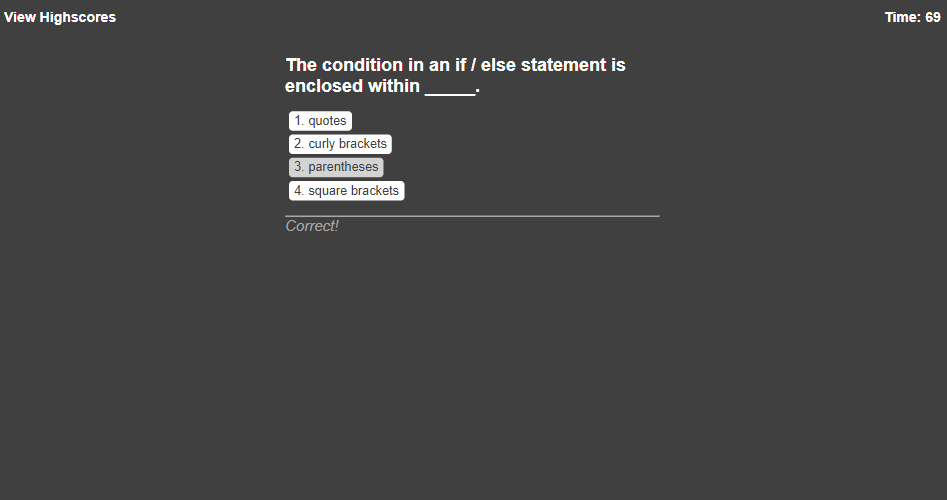 View Highscores
Time: 69
The condition in an if / else statement is
enclosed within _____.
1. quotes
2. curly brackets
3. parentheses
4. square brackets
Correct!